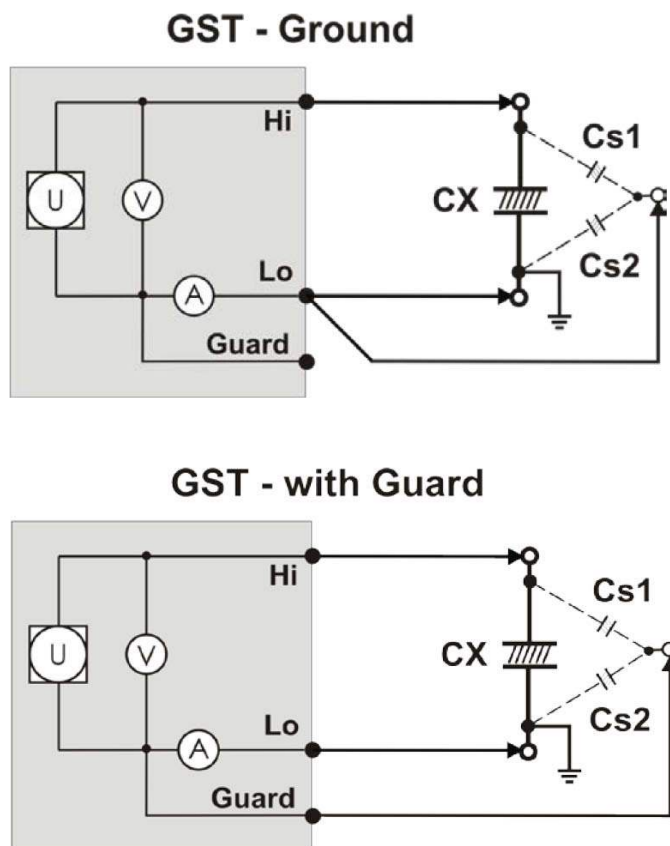 GST - Ground
Hi
Cs1
U
V
CX
Cs2
Lo
A
Guard
GST - with Guard
Hi
Cs1
U
V
CX
Cs2
Lo
A
Guard